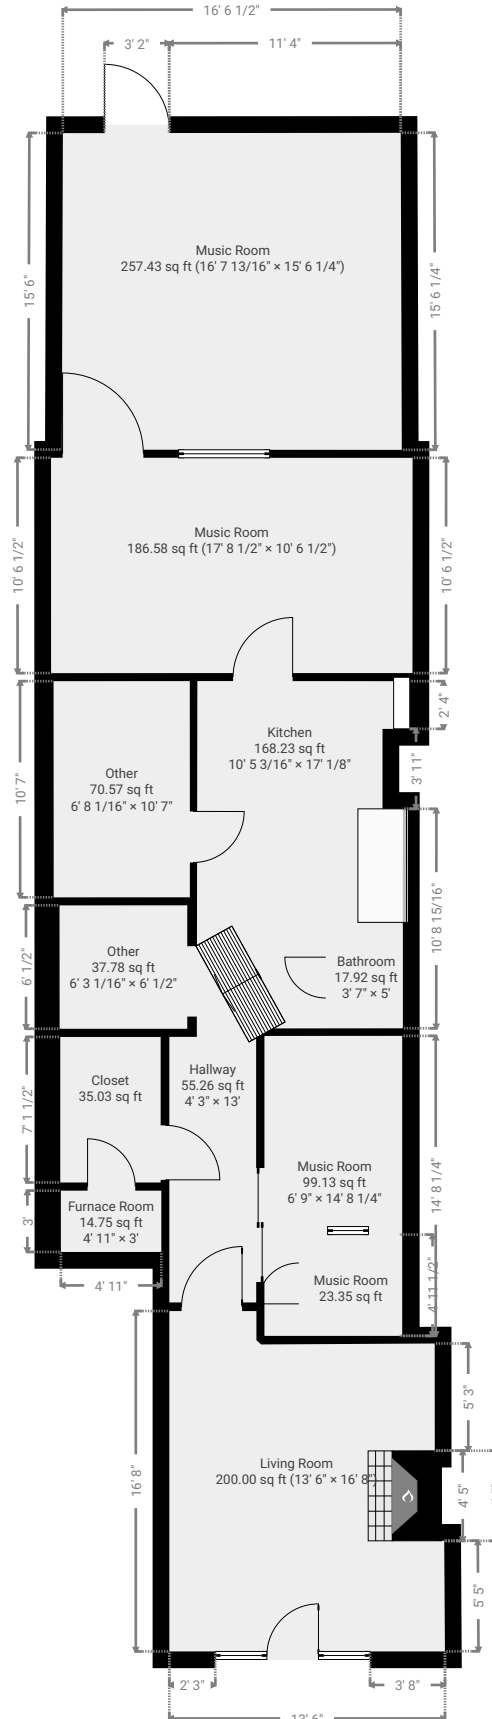 16' 6 1/2"
3' 2"
11' 4"
Music Room
257.43 sq ft (16' 7 13/16" × 15' 6 1/4")
15' 6"
15' 6 1/4"
Music Room
186.58 sq ft (17' 8 1/2" × 10' 6 1/2")
10' 6 1/2"
10' 6 1/2"
2' 4"
Kitchen
168.23 sq ft
10' 5 3/16" × 17' 1/8"
3' 11"
Other
70.57 sq ft
6' 8 1/16" × 10' 7"
10' 7"
10' 8 15/16"
Other
37.78 sq ft
6' 3 1/16" × 6' 1/2"
6' 1/2"
Bathroom
17.92 sq ft
3' 7" × 5'
Hallway
55.26 sq ft
4' 3" × 13'
Closet
35.03 sq ft
7' 1 1/2"
14' 8 1/4"
Music Room
99.13 sq ft
6' 9" × 14' 8 1/4"
Furnace Room
14.75 sq ft
4' 11" × 3'
3'
4' 11"
Music Room
23.35 sq ft
4' 11 1/2"
5' 3"
Living Room
200.00 sq ft (13' 6" × 16' 8")
16' 8"
4' 5"
5' 5"
2' 3"
3' 8"
13' 6"